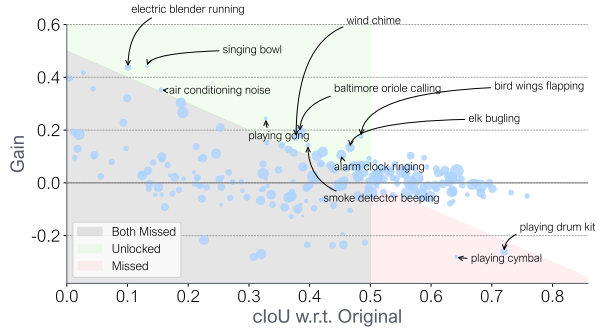 electric blender running
wind chime
0.6
singing bowl
0.4
air conditioning noise
baltimore oriole calling
bird wings flapping
elk bugling
0.2
playing gong
alarm clock ringing
Gain
0.0
smoke detector beeping
-0.2
Both Missed
Unlocked
Missed
playing drum kit
playing cymbal
0.0 0.1 0.2 0.3 0.4 0.5 0.6 0.7 0.8
cIoU w.r.t. Original